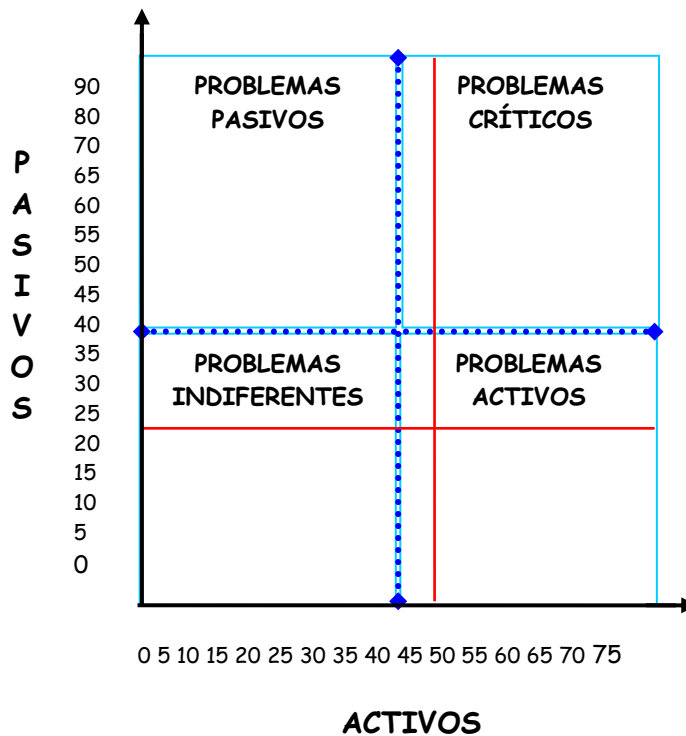 PROBLEMAS
PASIVOS
PROBLEMAS
CRÍTICOS
PASIVOS
90
80
70
65
60
55
50
45
40
35
30
25
20
15
10
5
0
PROBLEMAS
INDIFERENTES
PROBLEMAS
ACTIVOS
0 5 10 15 20 25 30 35 40 45 50 55 60 65 70 75
ACTIVOS